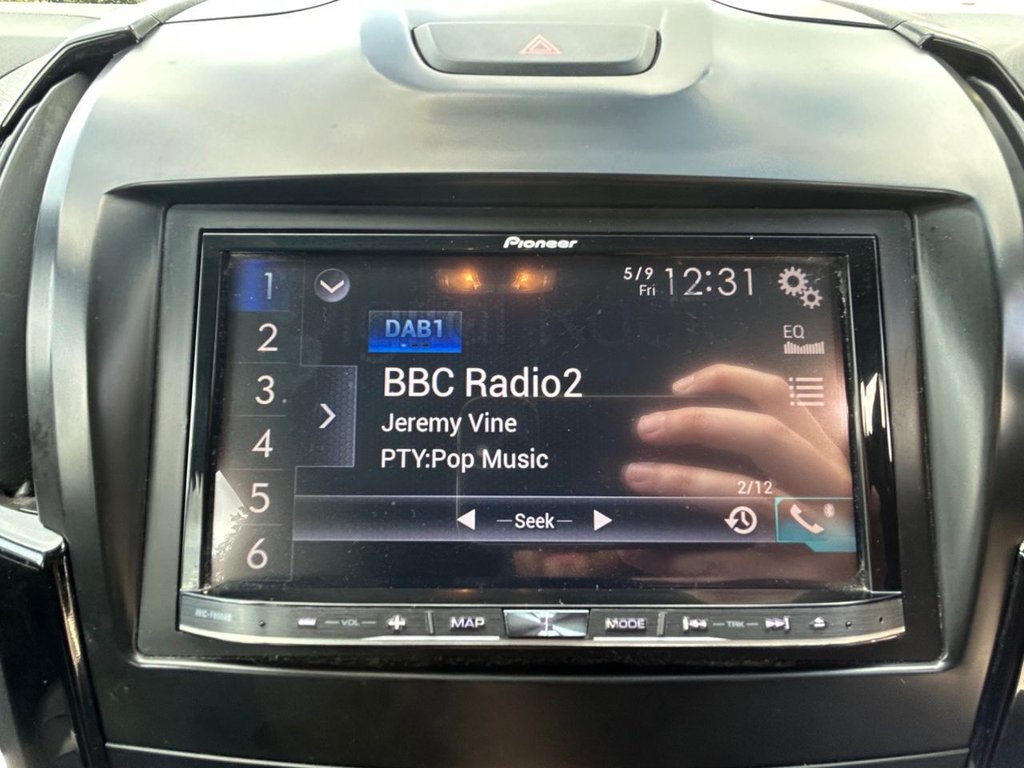 Pioneer
1
5/9
Fri
12:31
2
DAB1
EQ
3
BBC Radio2
Jeremy Vine
4
PTY:Pop Music
5
2/12
Seek
6
VOL
MAP
MODE
TRK